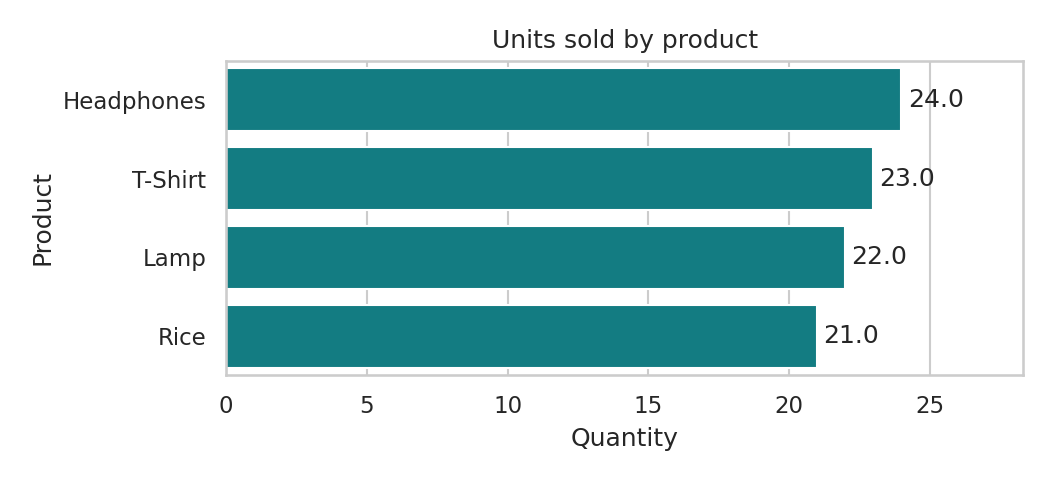 Units sold by product
Product
Headphones 24.0
T-Shirt 23.0
Lamp 22.0
Rice 21.0
0 5 10 15 20 25
Quantity